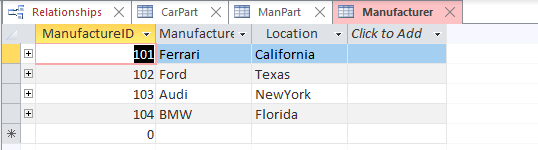 Relationships CarPart ManPart Manufacturer
ManufactureID Manufacture Location Click to Add
101 Ferrari California
102 Ford Texas
103 Audi NewYork
104 BMW Florida
0